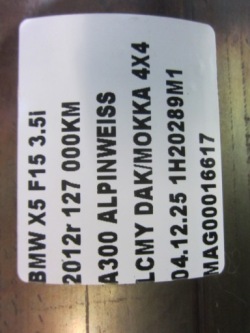 BMW X5 F15 3.5i
2012r 127 000KM
A300 ALPINWEISS
LCMY DAK/MOKKA 4X4
04.12.25 1H20289M1
MAG00016617